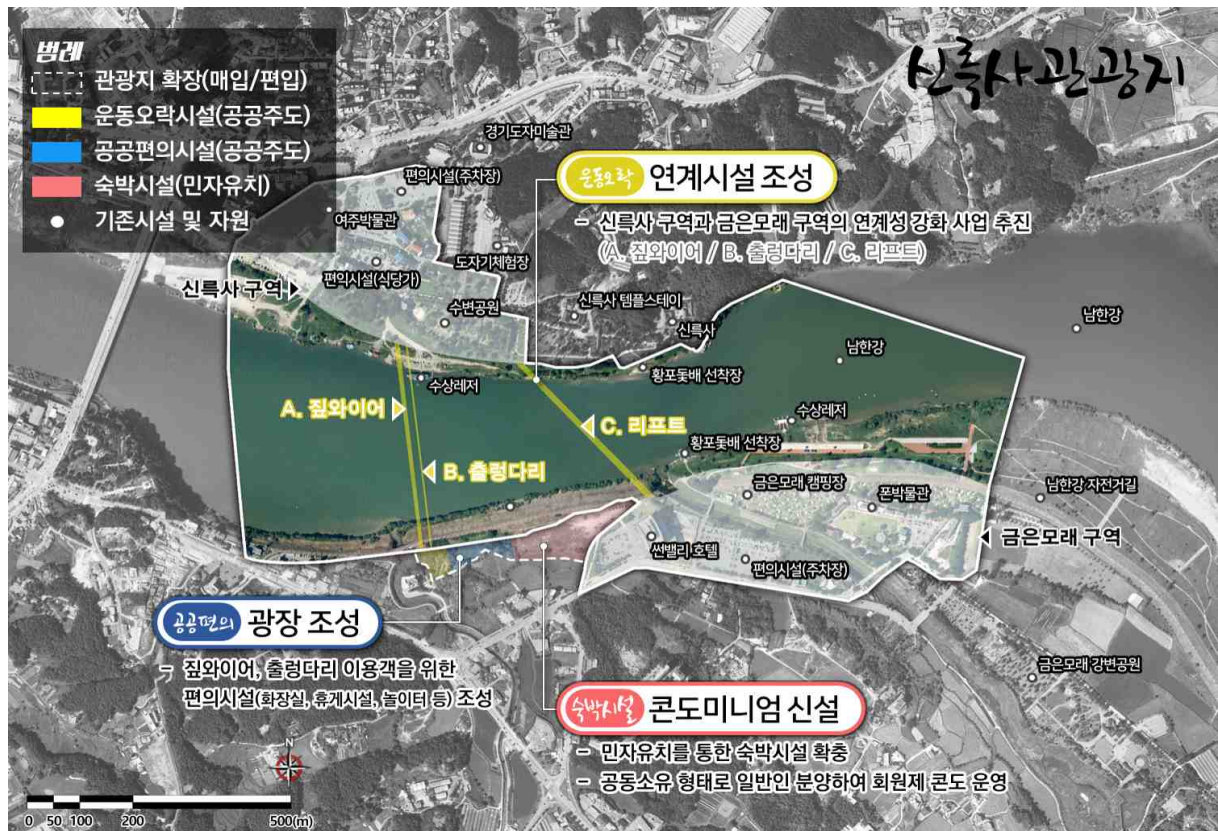 신륵사관광지
범례
관광지 확장(매입/편입)
운동오락시설(공공주도)
공공편의시설(공공주도)
숙박시설(민자유치)
기존시설 및 자원
경기도자미술관
편의시설(주차장)
여주박물관
도자기체험장
편익시설(식당가)
신륵사 구역
수변공원
운동오락 연계시설 조성
- 신륵사 구역과 금은모래 구역의 연계성 강화 사업 추진
(A. 짚와이어 / B. 출렁다리 / C. 리프트)
신륵사 템플스테이
신륵사
남한강
남한강
황포돛배 선착장
수상레저
A. 짚와이어
C. 리프트
수상레저
황포돛배 선착장
B. 출렁다리
금은모래 캠핑장
폰박물관
남한강 자전거길
금은모래 구역
썬밸리 호텔
편의시설(주차장)
공공편의 광장 조성
- 짚와이어, 출렁다리 이용객을 위한
편의시설(화장실, 휴게시설, 놀이터 등) 조성
금은모래 강변공원
숙박시설 콘도미니엄 신설
- 민자유치를 통한 숙박시설 확충
- 공동소유 형태로 일반인 분양하여 회원제 콘도 운영
N
0 50 100 200 500(m)